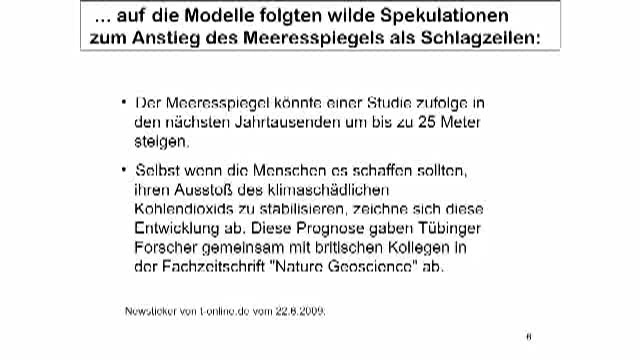 ... auf die Modelle folgten wilde Spekulationen
zum Anstieg des Meeresspiegels als Schlagzeilen:
• Der Meeresspiegel könnte einer Studie zufolge in
den nächsten Jahrtausenden um bis zu 25 Meter
steigen.
• Selbst wenn die Menschen es schaffen sollten,
ihren Ausstoß des klimaschädlichen
Kohlendioxids zu stabilisieren, zeichne sich diese
Entwicklung ab. Diese Prognose gaben Tübinger
Forscher gemeinsam mit britischen Kollegen in
der Fachzeitschrift "Nature Geoscience" ab.
Newsticker von t-online.de vom 22.6.2009:
6